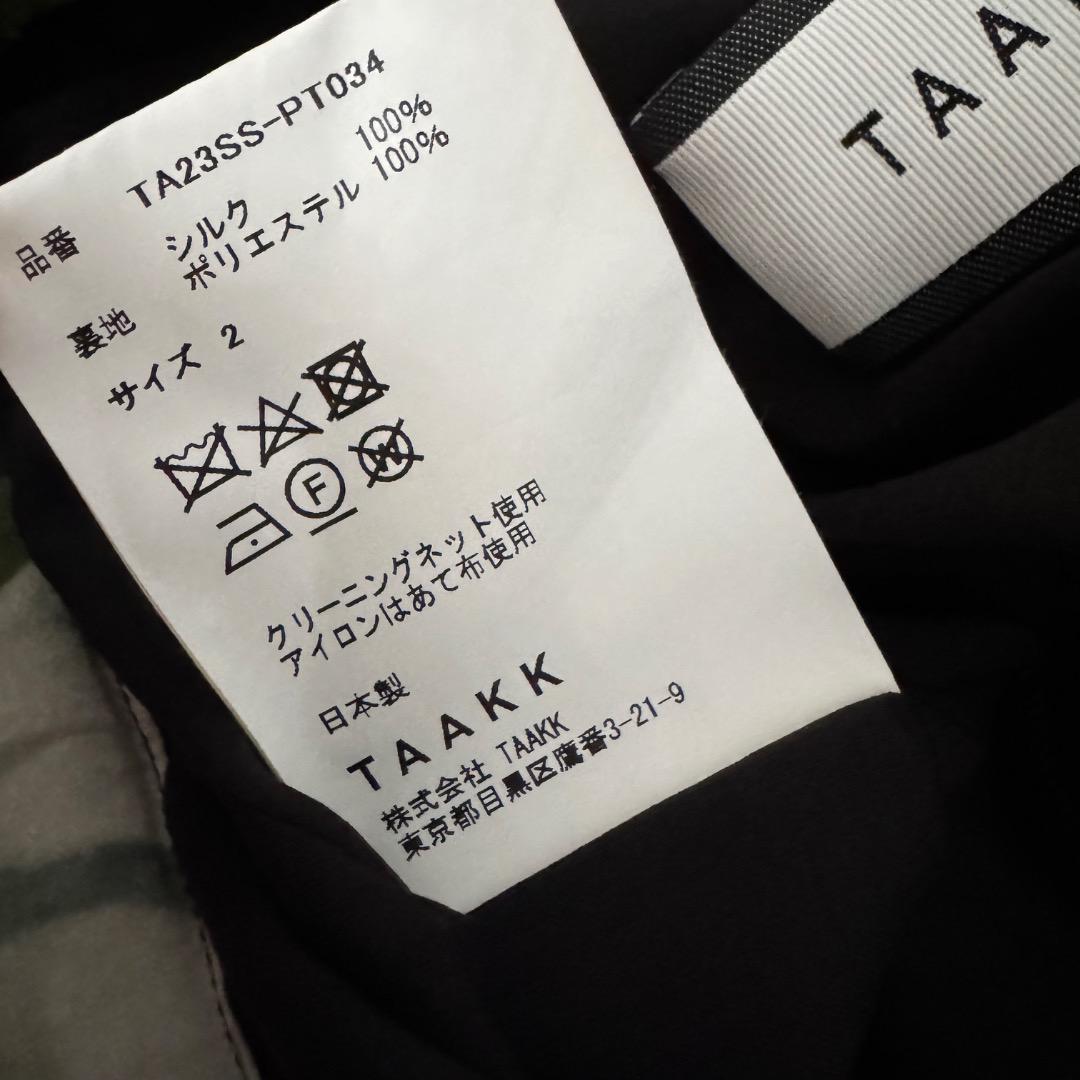 品番 TA23SS-PT034
シルク 100%
裏地 ポリエステル 100%
サイズ 2
F
W
クリーニングネット使用
アイロンはあて布使用
日本製
TAAKK
株式会社 TAAKK
東京都目黒区鷹番3-21-9
TAA